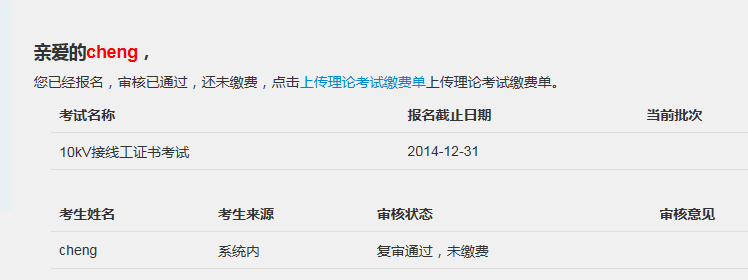 亲爱的cheng，
您已经报名，审核已通过，还未缴费，点击上传理论考试缴费单上传理论考试缴费单。
考试名称 报名截止日期 当前批次
10kV接线工证书考试 2014-12-31
考生姓名 考生来源 审核状态 审核意见
cheng 系统内 复审通过，未缴费